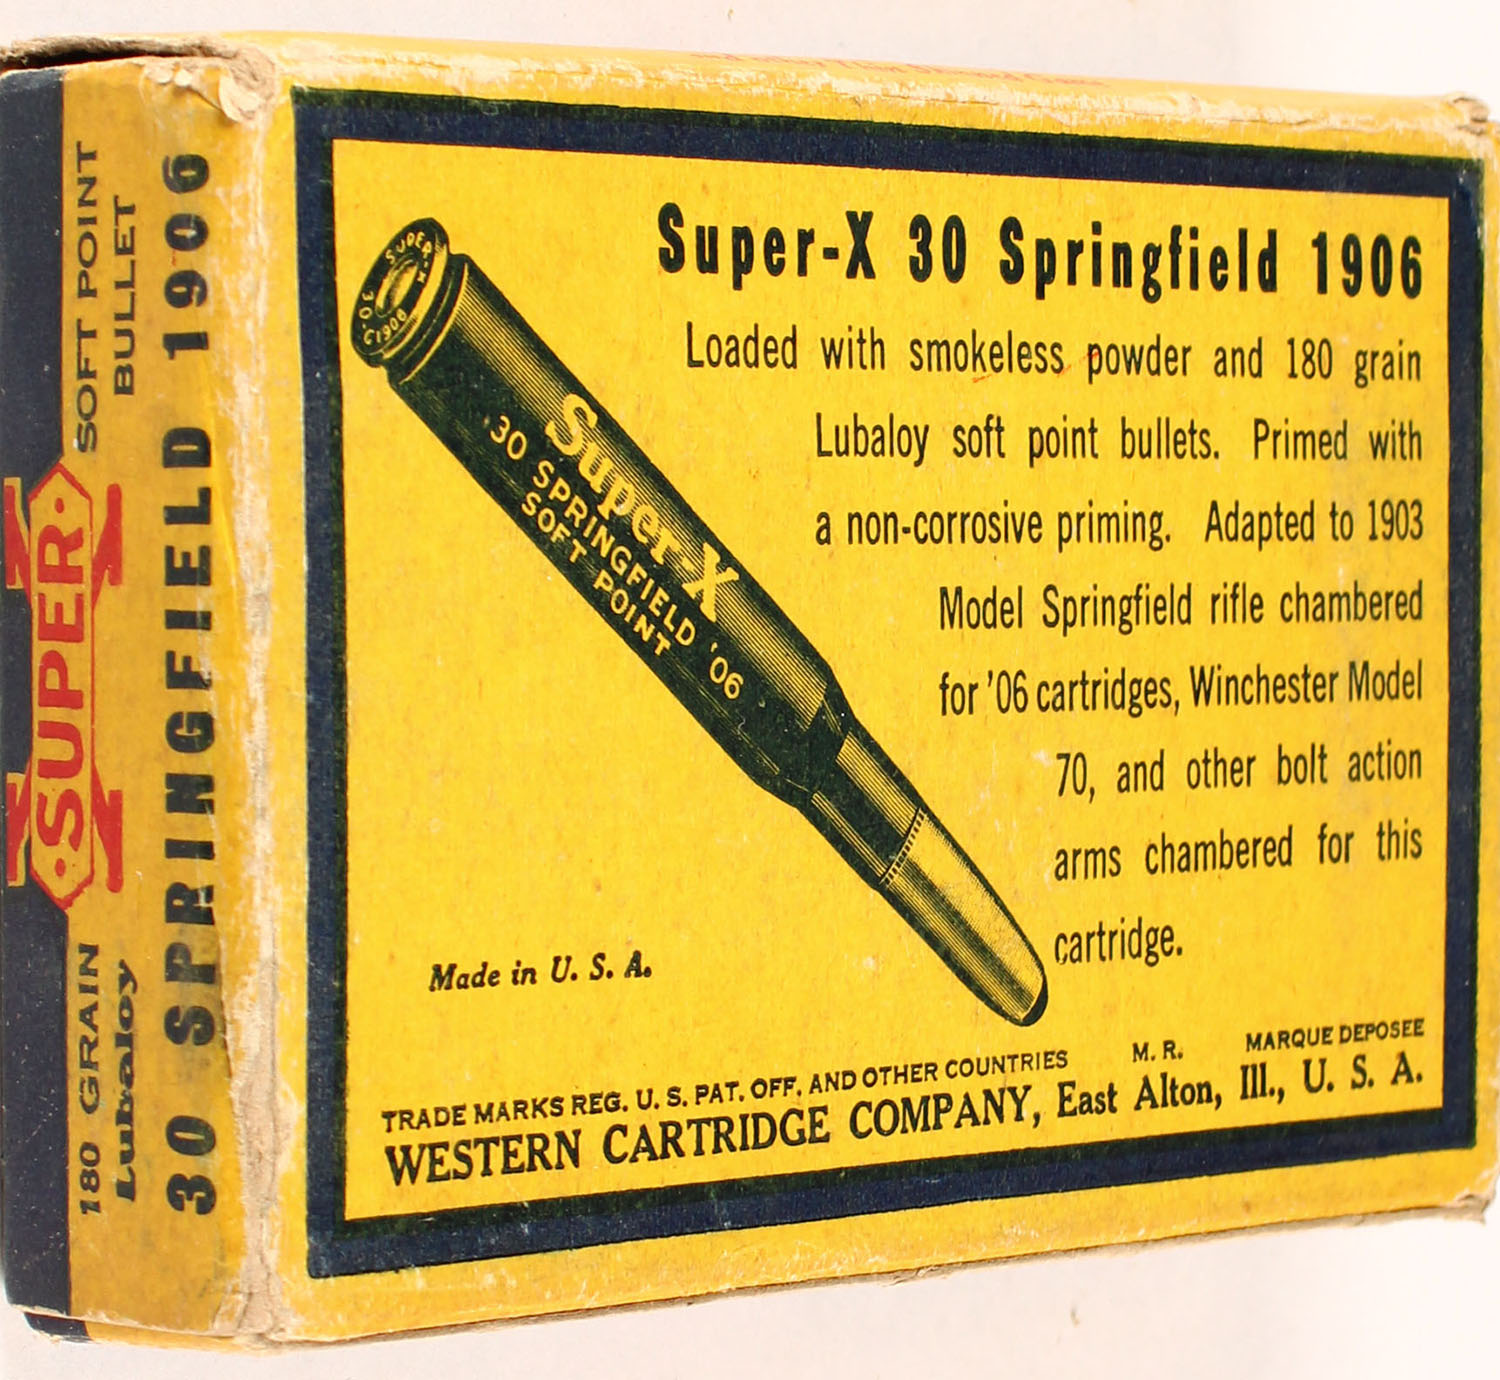 Super-X 30 Springfield 1906
Loaded with smokeless powder and 180 grain
Lubaloy soft point bullets. Primed with
a non-corrosive priming. Adapted to 1903
Model Springfield rifle chambered
for '06 cartridges, Winchester Model
70, and other bolt action
arms chambered for this
cartridge.
SUPER
X
30-
C1906
Super-X
.30 SPRINGFIELD '06
SOFT POINT
Made in U. S. A.
TRADE MARKS REG. U. S. PAT. OFF. AND OTHER COUNTRIES M. R. MARQUE DEPOSEE
WESTERN CARTRIDGE COMPANY, East Alton, Ill., U. S. A.
180 GRAIN
Lubaloy
X
SUPER
SOFT POINT
BULLET
30 SPRINGFIELD 1906